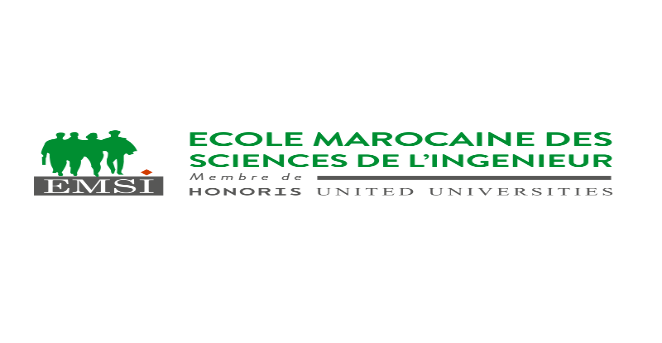 EMSI
ECOLE MAROCAINE DES
SCIENCES DE L'INGENIEUR
Membre de
HONORIS UNITED UNIVERSITIES